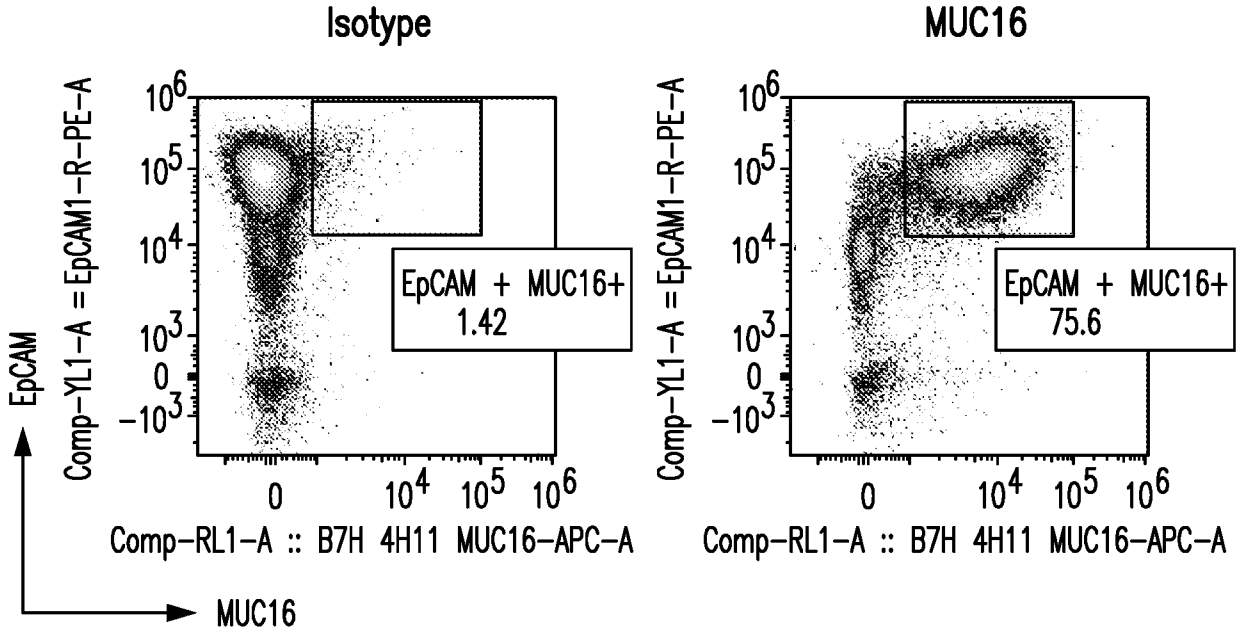 Isotype
MUC16
EpCAM
Comp-YL1-A = EpCAM1-R-PE-A
10^6
10^5
10^4
10^3
0
-10^3
EpCAM + MUC16+
1.42
0
10^4
10^5
10^6
Comp-RL1-A :: B7H 4H11 MUC16-APC-A
Comp-YL1-A = EpCAM1-R-PE-A
10^6
10^5
10^4
10^3
0
-10^3
EpCAM + MUC16+
75.6
0
10^4
10^5
10^6
Comp-RL1-A :: B7H 4H11 MUC16-APC-A
MUC16